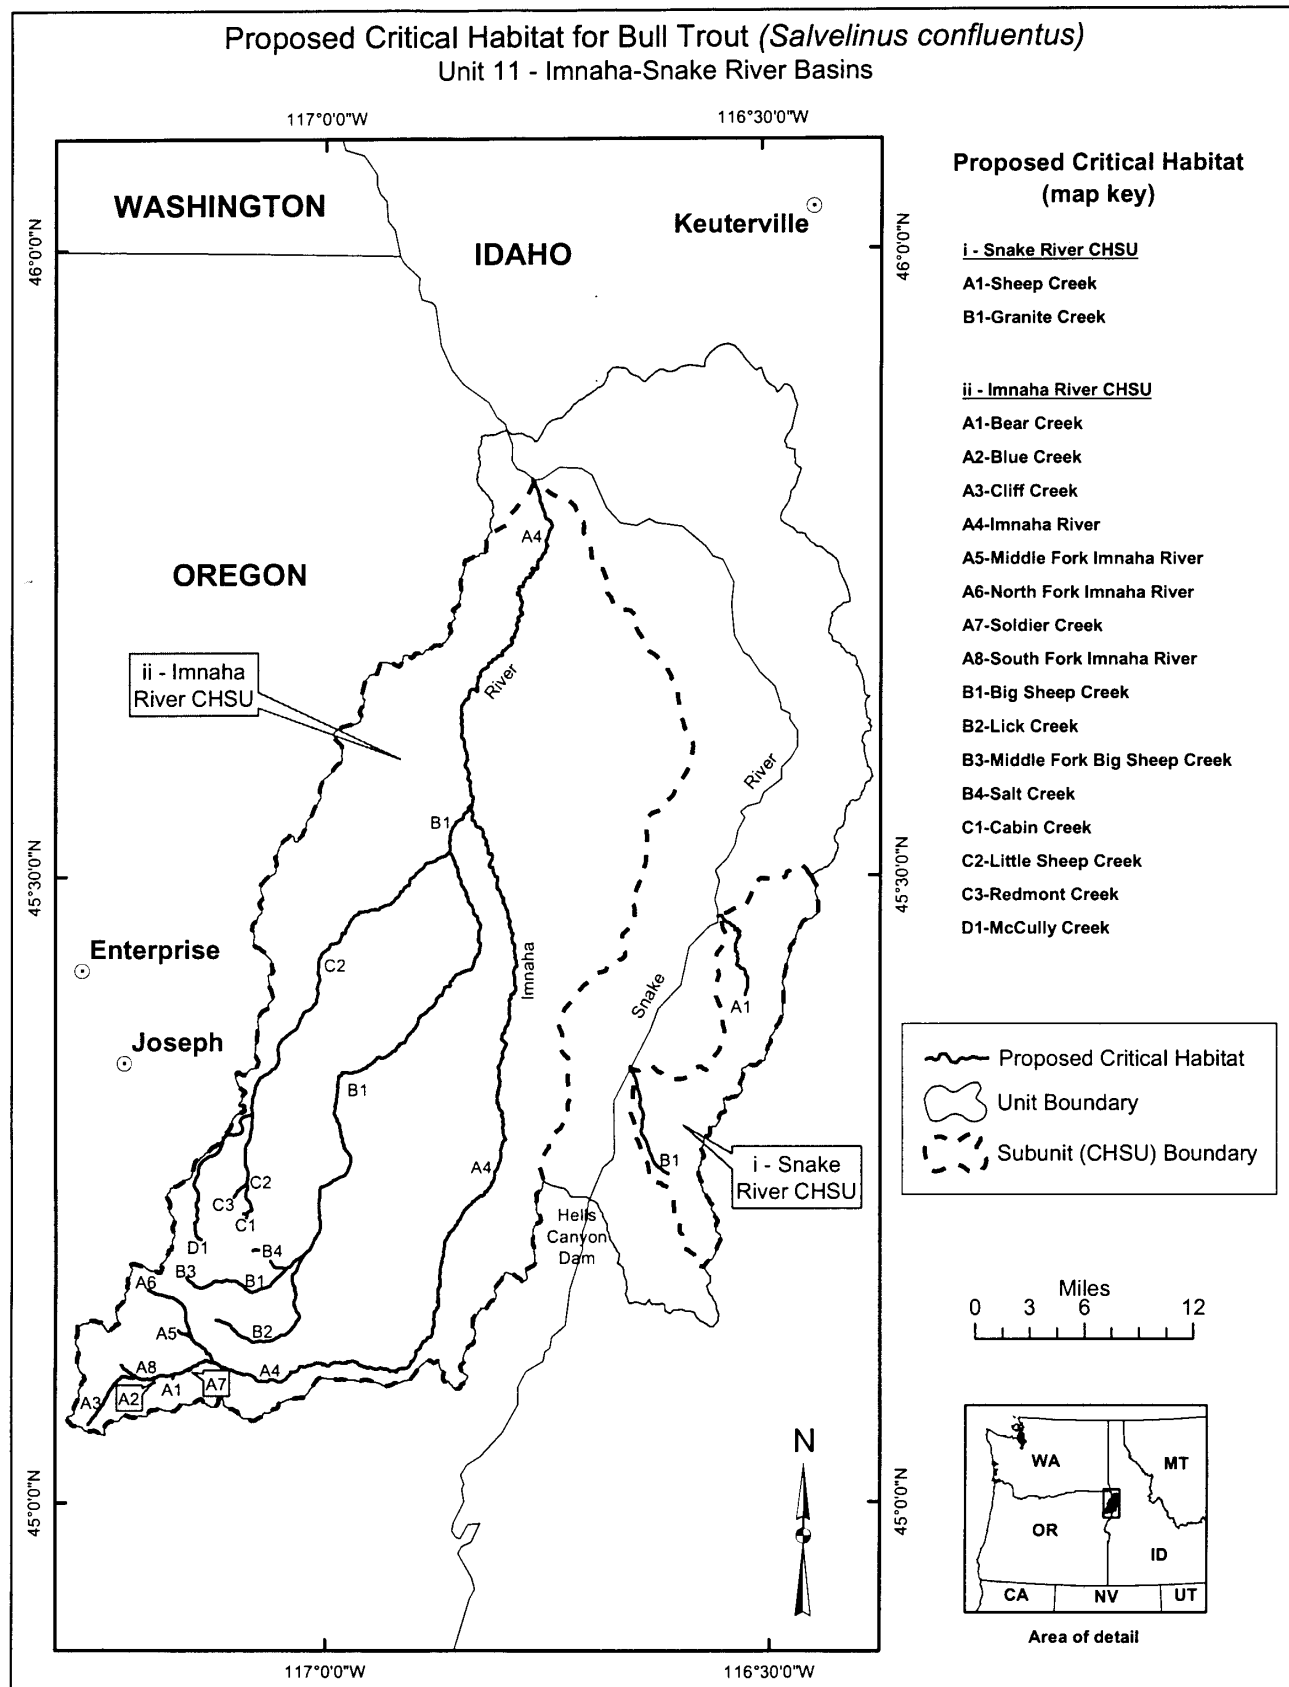 Proposed Critical Habitat for Bull Trout (Salvelinus confluentus)
Unit 11 - Imnaha-Snake River Basins
117°0'0"W
116°30'0"W
46°0'0"N
46°0'0"N
WASHINGTON
IDAHO
Keuterville
OREGON
A4
ii - Imnaha
River CHSU
River
River
B1
45°30'0"N
45°30'0"N
Enterprise
C2
Imnaha
Snake
A1
Joseph
B1
A4
B1
i - Snake
River CHSU
C2
C3
C1
Hells
Canyon
Dam
D1
B4
B3
B1
A6
A5
B2
A8
A4
A7
A1
A2
A3
N
45°0'0"N
45°0'0"N
117°0'0"W
116°30'0"W
Proposed Critical Habitat
(map key)
i - Snake River CHSU
A1-Sheep Creek
B1-Granite Creek
ii - Imnaha River CHSU
A1-Bear Creek
A2-Blue Creek
A3-Cliff Creek
A4-Imnaha River
A5-Middle Fork Imnaha River
A6-North Fork Imnaha River
A7-Soldier Creek
A8-South Fork Imnaha River
B1-Big Sheep Creek
B2-Lick Creek
B3-Middle Fork Big Sheep Creek
B4-Salt Creek
C1-Cabin Creek
C2-Little Sheep Creek
C3-Redmont Creek
D1-McCully Creek
Proposed Critical Habitat
Unit Boundary
Subunit (CHSU) Boundary
Miles
0 3 6 12
WA
MT
OR
ID
CA
NV
UT
Area of detail